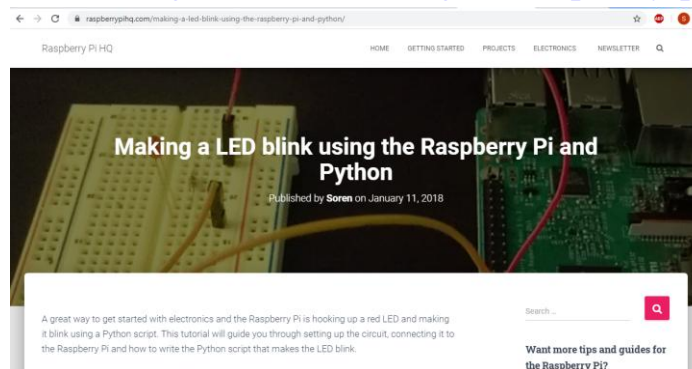 raspberrypihq.com/making-a-led-blink-using-the-raspberry-pi-and-python/
ABP
S
Raspberry Pi HQ
HOME GETTING STARTED PROJECTS ELECTRONICS NEWSLETTER
Making a LED blink using the Raspberry Pi and
Python
Published by Soren on January 11, 2018
A great way to get started with electronics and the Raspberry Pi is hooking up a red LED and making
it blink using a Python script. This tutorial will guide you through setting up the circuit, connecting it to
the Raspberry Pi and how to write the Python script that makes the LED blink.
Search …
Want more tips and guides for
the Raspberry Pi?